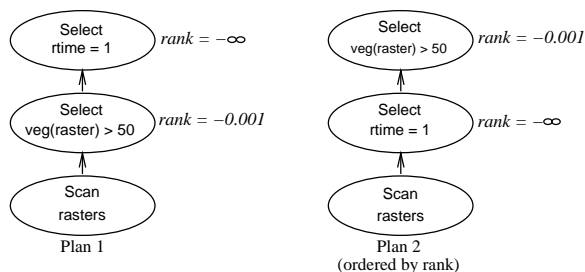 Select
rtime = 1
rank = −∞
Select
veg(raster) > 50
rank = −0.001
Scan
rasters
Plan 1
Select
veg(raster) > 50
rank = −0.001
Select
rtime = 1
rank = −∞
Scan
rasters
Plan 2
(ordered by rank)